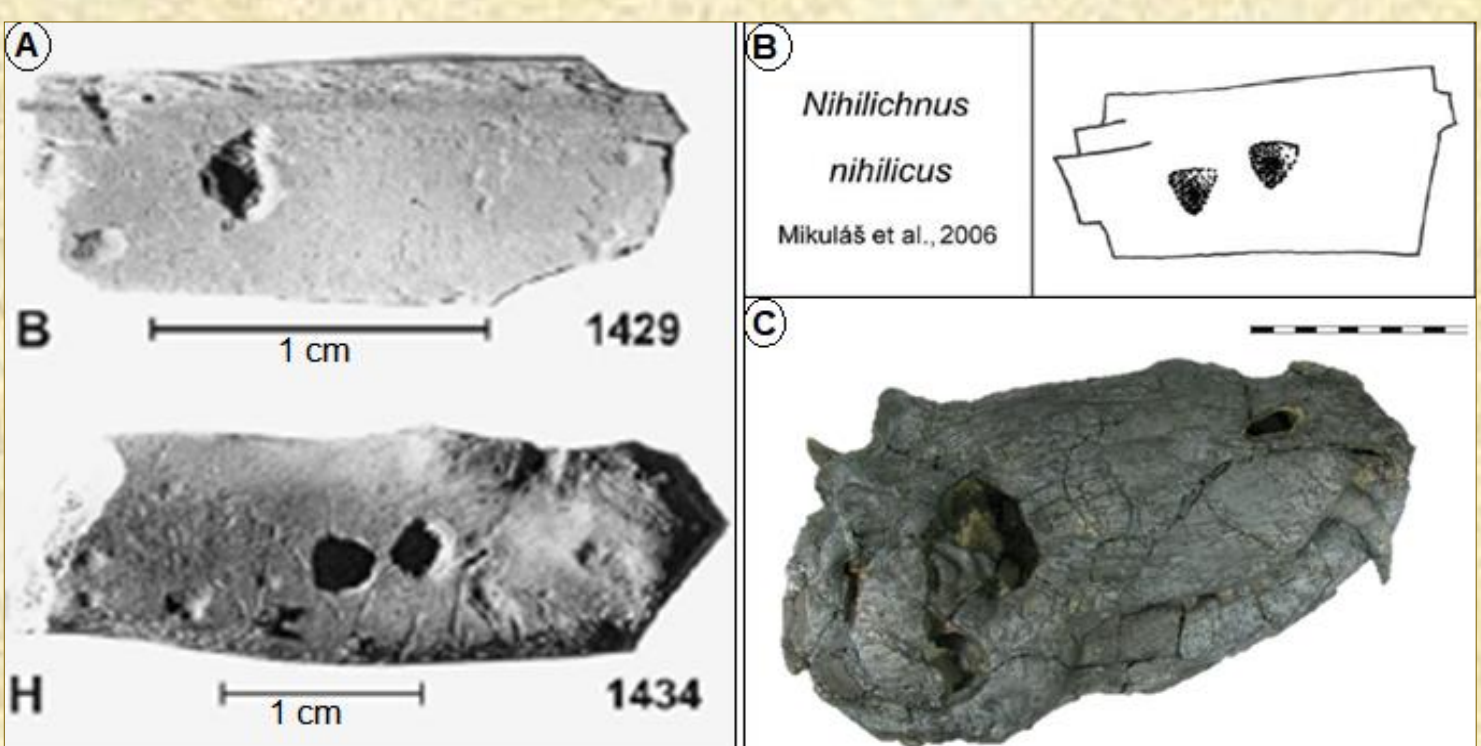 A
B
1 cm
1429
H
1 cm
1434
B
Nihilichnus
nihilicus
Mikuláš et al., 2006
C